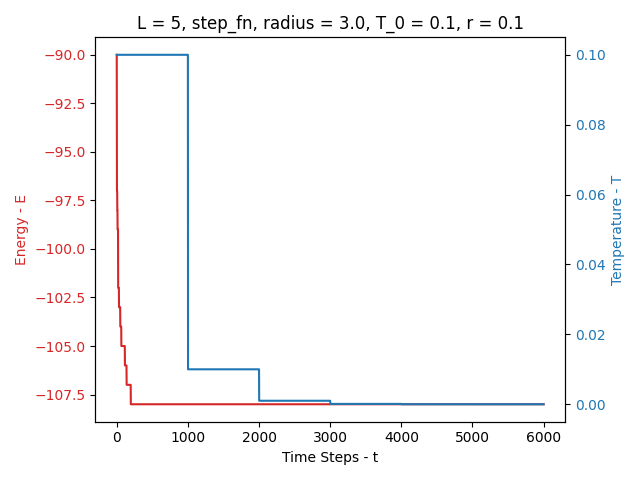 L = 5, step_fn, radius = 3.0, T_0 = 0.1, r = 0.1
Energy - E
−90.0
−92.5
−95.0
−97.5
−100.0
−102.5
−105.0
−107.5
0.10
0.08
0.06
0.04
0.02
0.00
Temperature - T
0 1000 2000 3000 4000 5000 6000
Time Steps - t